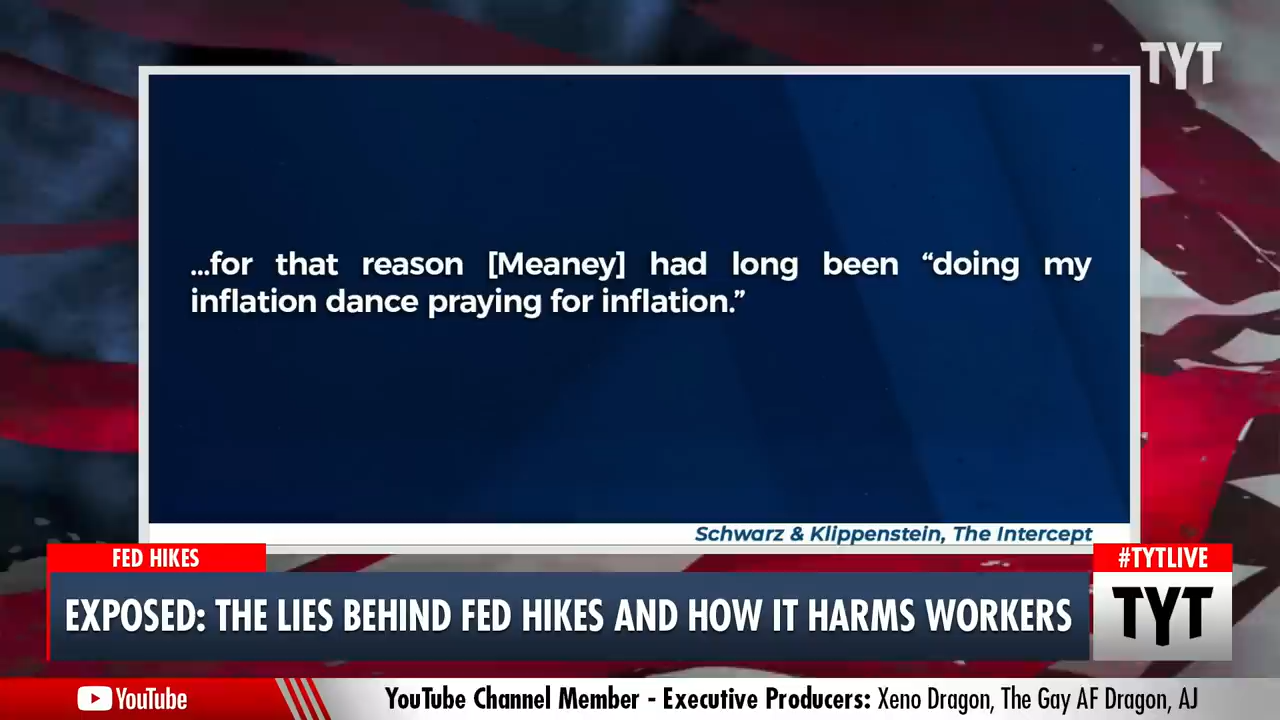 TYT
...for that reason [Meaney] had long been “doing my
inflation dance praying for inflation.”
Schwarz & Klippenstein, The Intercept
FED HIKES
#TYTLIVE
EXPOSED: THE LIES BEHIND FED HIKES AND HOW IT HARMS WORKERS
TYT
YouTube
YouTube Channel Member - Executive Producers: Xeno Dragon, The Gay AF Dragon, AJ